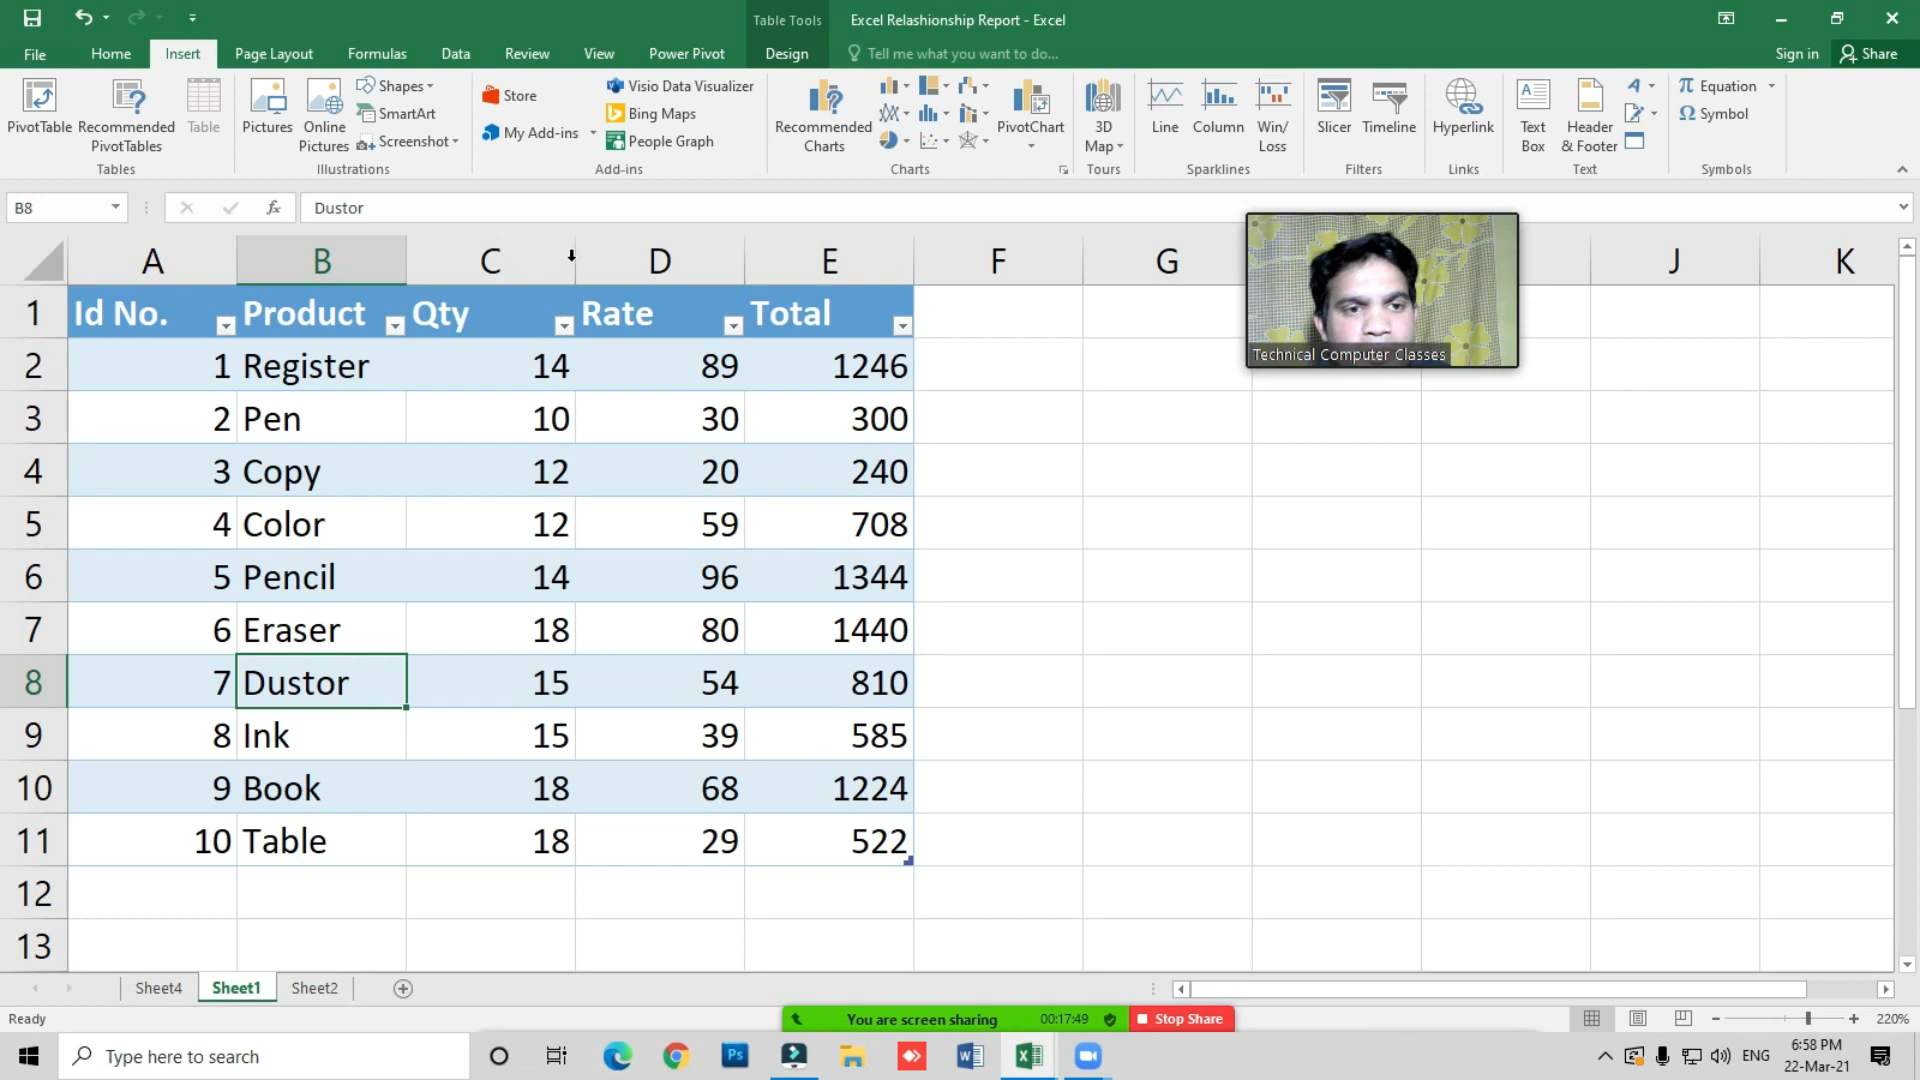 Table Tools
Excel Relashionship Report - Excel
File
Home
Insert
Page Layout
Formulas
Data
Review
View
Power Pivot
Design
Tell me what you want to do...
Sign in
Share
PivotTable
Recommended
PivotTables
Table
Tables
Pictures
Online
Pictures
Shapes
SmartArt
Screenshot
Illustrations
Store
My Add-ins
Visio Data Visualizer
Bing Maps
People Graph
Add-ins
Recommended
Charts
PivotChart
Charts
3D
Map
Tours
Line
Column
Win/
Loss
Sparklines
Slicer
Timeline
Filters
Hyperlink
Links
Text
Box
Header
& Footer
Text
Equation
Symbol
Symbols
B8
fx
Dustor
A B C D E F G J K
1 Id No. Product Qty Rate Total
2 1 Register 14 89 1246
3 2 Pen 10 30 300
4 3 Copy 12 20 240
5 4 Color 12 59 708
6 5 Pencil 14 96 1344
7 6 Eraser 18 80 1440
8 7 Dustor 15 54 810
9 8 Ink 15 39 585
10 9 Book 18 68 1224
11 10 Table 18 29 522
12
13
Technical Computer Classes
Sheet4
Sheet1
Sheet2
Ready
You are screen sharing
00:17:49
Stop Share
220%
Type here to search
Ps
ENG
6:58 PM
22-Mar-21